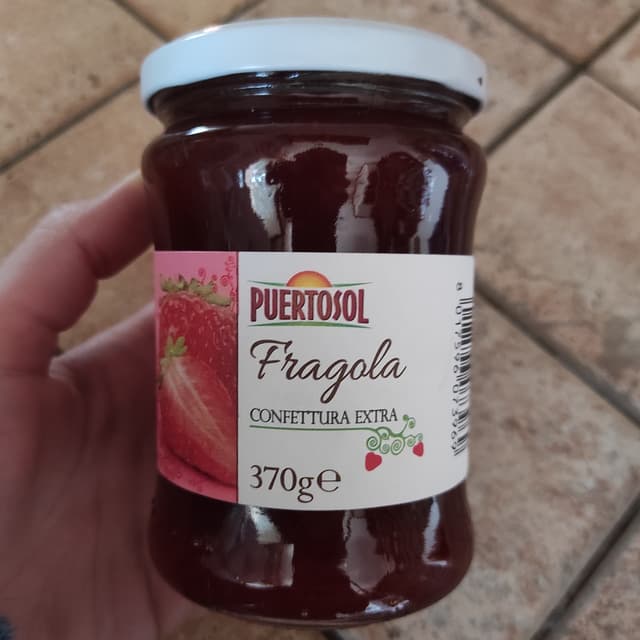 PUERTOSOL
Fragola
CONFETTURA EXTRA
370g℮